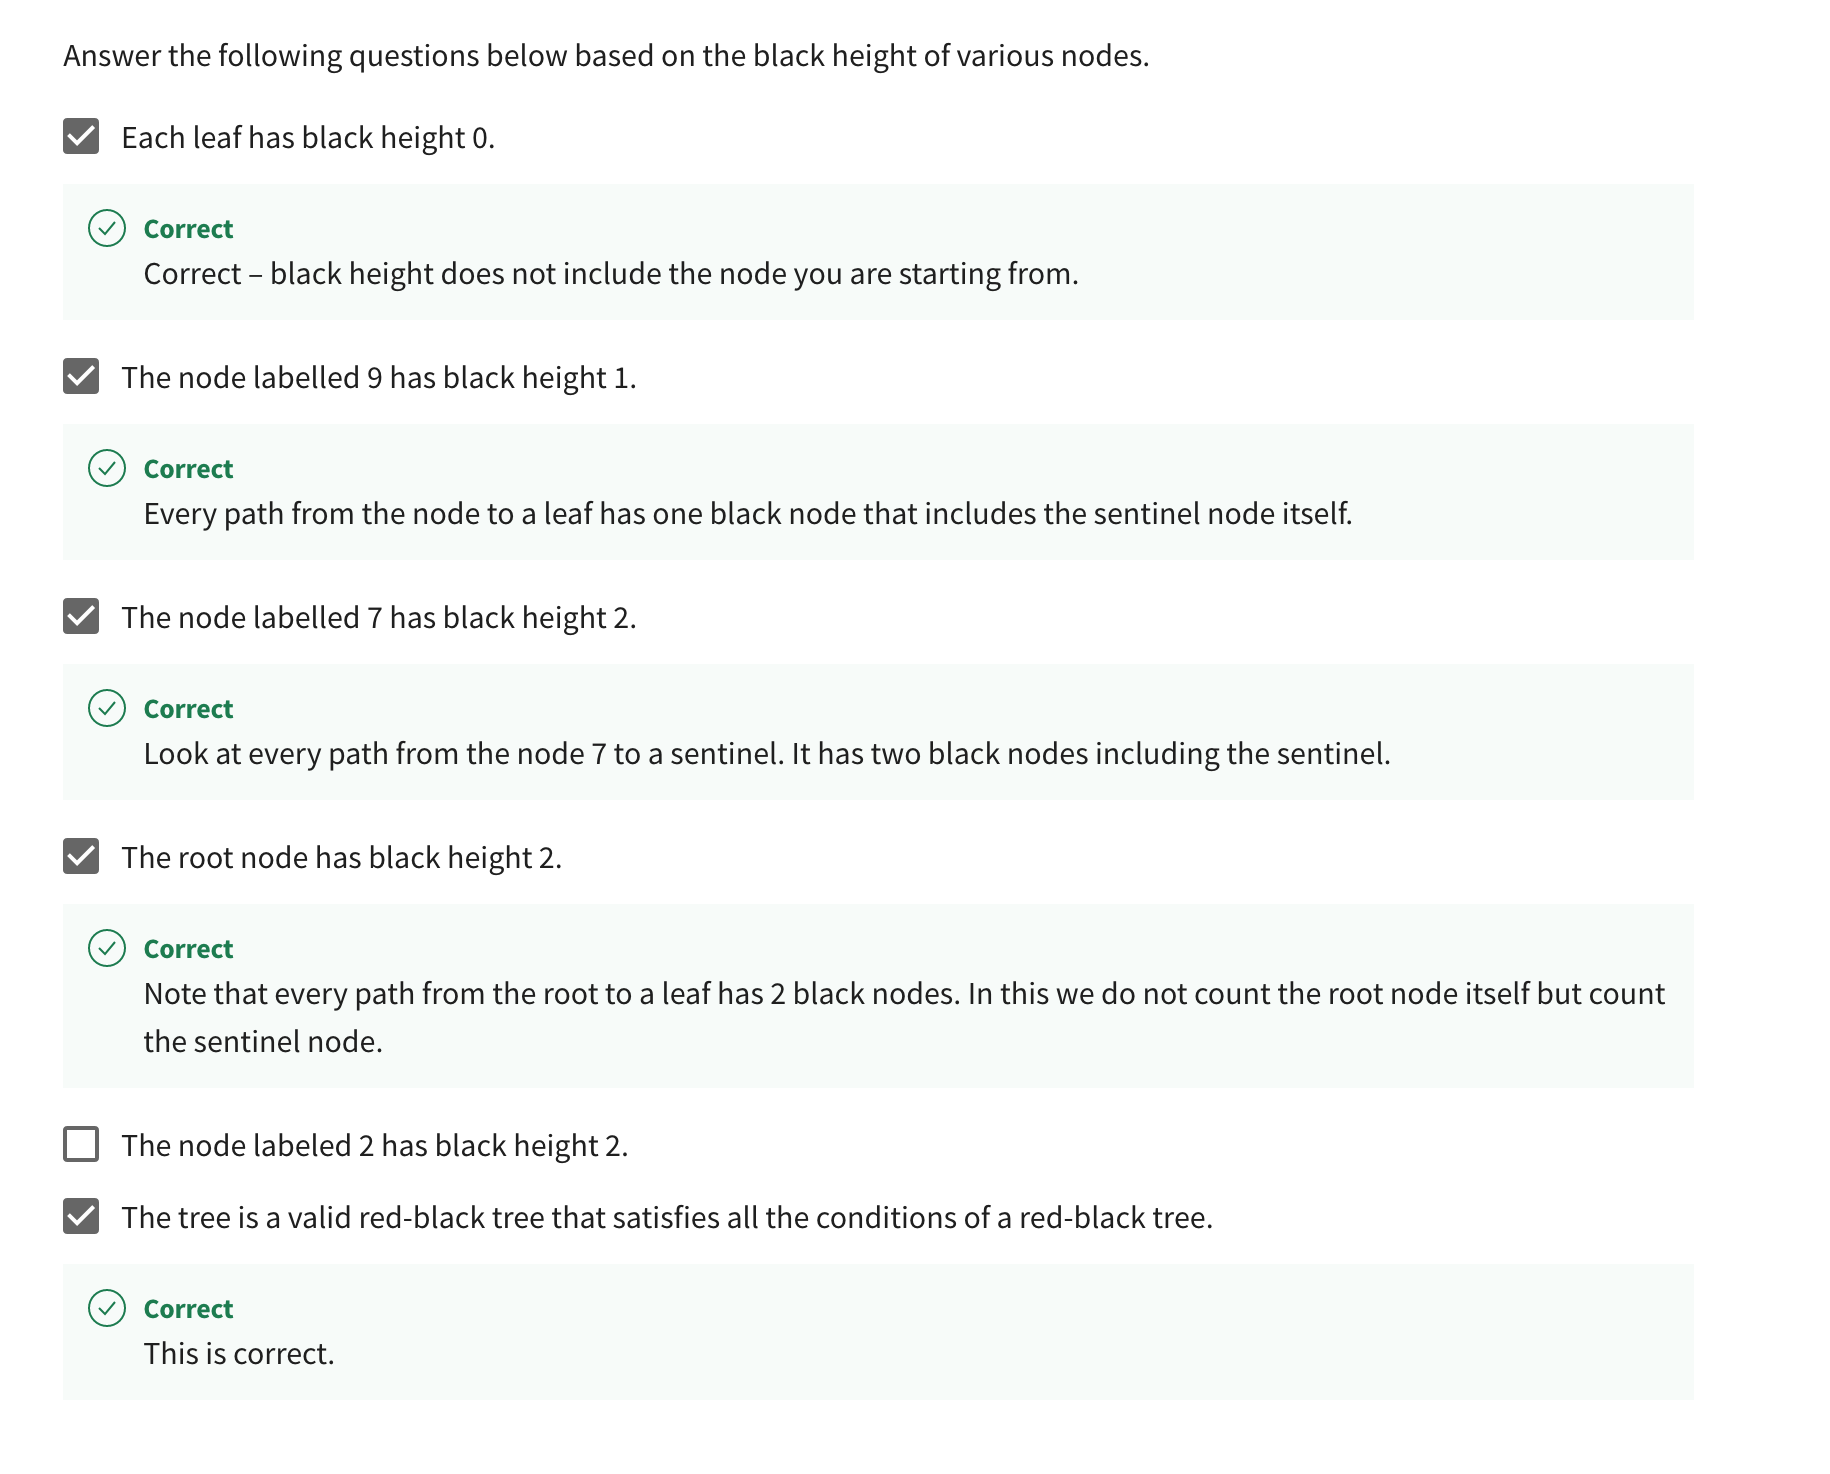 Answer the following questions below based on the black height of various nodes.
Each leaf has black height 0.
Correct
Correct – black height does not include the node you are starting from.
The node labelled 9 has black height 1.
Correct
Every path from the node to a leaf has one black node that includes the sentinel node itself.
The node labelled 7 has black height 2.
Correct
Look at every path from the node 7 to a sentinel. It has two black nodes including the sentinel.
The root node has black height 2.
Correct
Note that every path from the root to a leaf has 2 black nodes. In this we do not count the root node itself but count
the sentinel node.
The node labeled 2 has black height 2.
The tree is a valid red-black tree that satisfies all the conditions of a red-black tree.
Correct
This is correct.